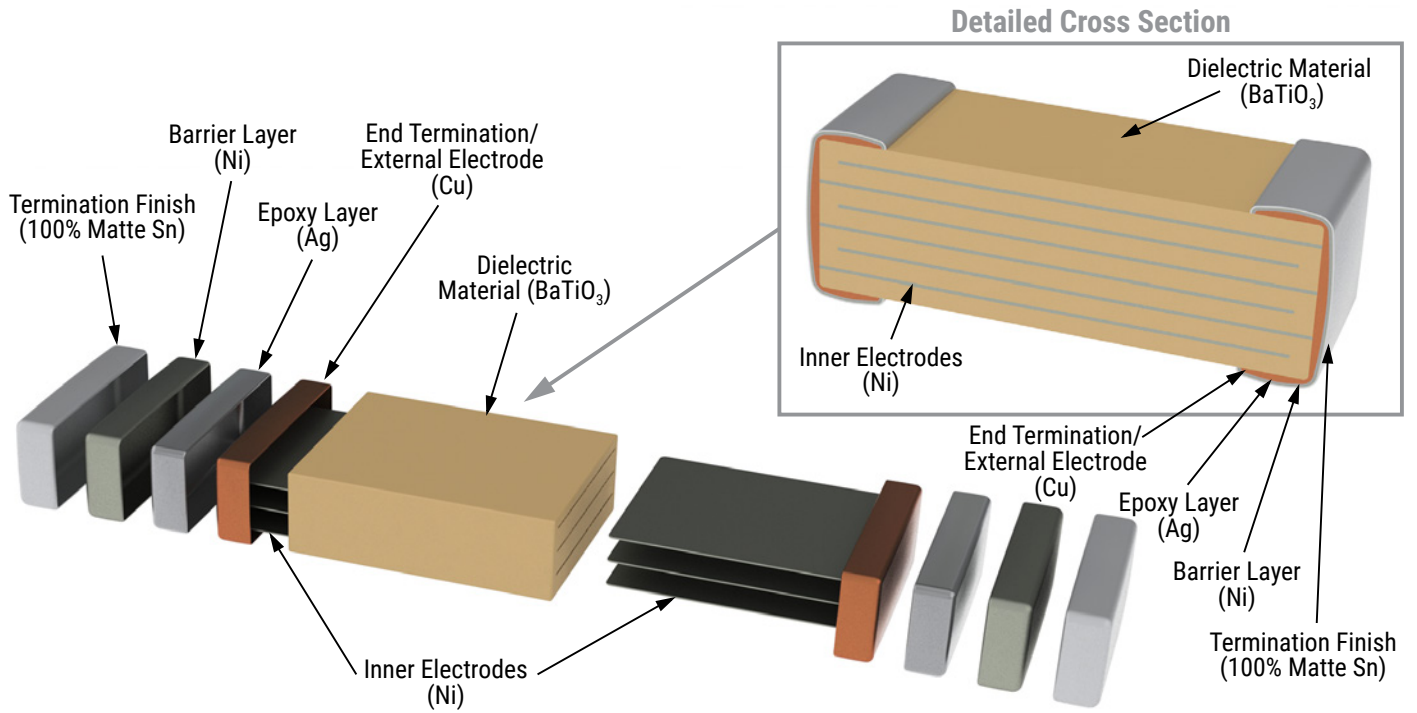 Detailed Cross Section
Dielectric Material
(BaTiO₃)
Barrier Layer
(Ni)
End Termination/
External Electrode
(Cu)
Termination Finish
(100% Matte Sn)
Epoxy Layer
(Ag)
Dielectric
Material (BaTiO₃)
Inner Electrodes
(Ni)
End Termination/
External Electrode
(Cu)
Epoxy Layer
(Ag)
Barrier Layer
(Ni)
Termination Finish
(100% Matte Sn)
Inner Electrodes
(Ni)